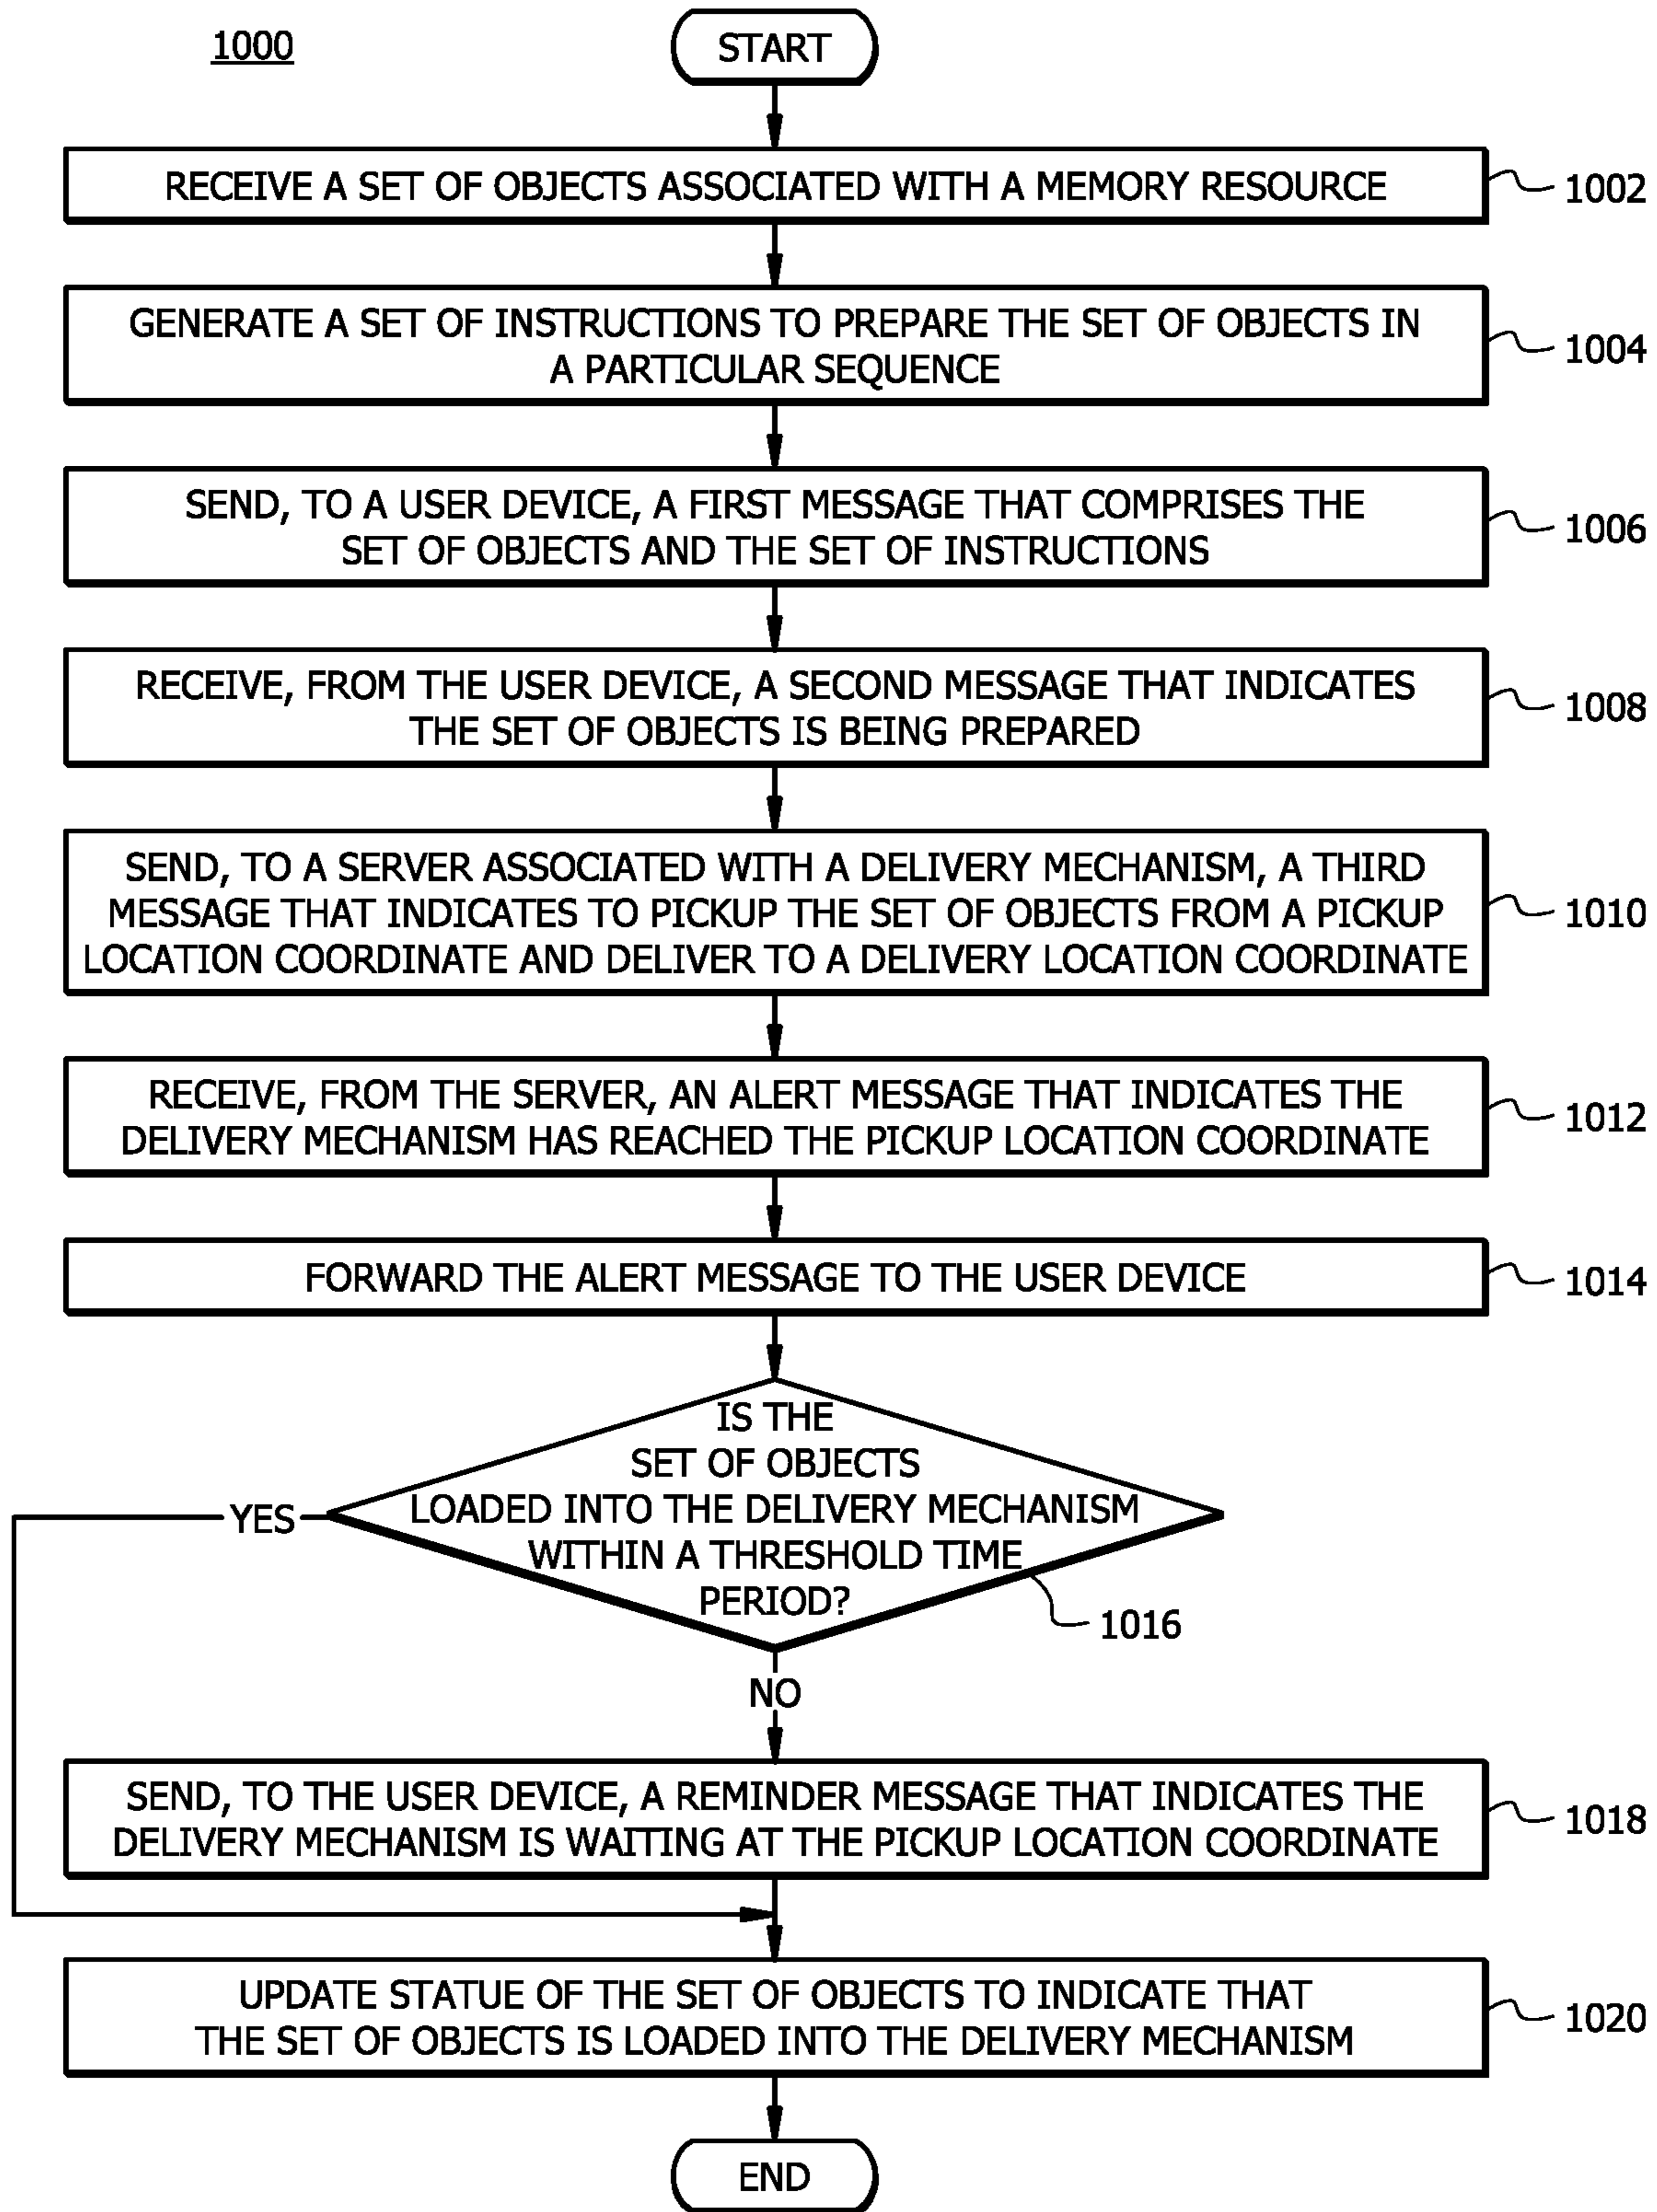 1000
START
RECEIVE A SET OF OBJECTS ASSOCIATED WITH A MEMORY RESOURCE
1002
GENERATE A SET OF INSTRUCTIONS TO PREPARE THE SET OF OBJECTS IN
A PARTICULAR SEQUENCE
1004
SEND, TO A USER DEVICE, A FIRST MESSAGE THAT COMPRISES THE
SET OF OBJECTS AND THE SET OF INSTRUCTIONS
1006
RECEIVE, FROM THE USER DEVICE, A SECOND MESSAGE THAT INDICATES
THE SET OF OBJECTS IS BEING PREPARED
1008
SEND, TO A SERVER ASSOCIATED WITH A DELIVERY MECHANISM, A THIRD
MESSAGE THAT INDICATES TO PICKUP THE SET OF OBJECTS FROM A PICKUP
LOCATION COORDINATE AND DELIVER TO A DELIVERY LOCATION COORDINATE
1010
RECEIVE, FROM THE SERVER, AN ALERT MESSAGE THAT INDICATES THE
DELIVERY MECHANISM HAS REACHED THE PICKUP LOCATION COORDINATE
1012
FORWARD THE ALERT MESSAGE TO THE USER DEVICE
1014
IS THE
SET OF OBJECTS
LOADED INTO THE DELIVERY MECHANISM
WITHIN A THRESHOLD TIME
PERIOD?
1016
YES
NO
SEND, TO THE USER DEVICE, A REMINDER MESSAGE THAT INDICATES THE
DELIVERY MECHANISM IS WAITING AT THE PICKUP LOCATION COORDINATE
1018
UPDATE STATUE OF THE SET OF OBJECTS TO INDICATE THAT
THE SET OF OBJECTS IS LOADED INTO THE DELIVERY MECHANISM
1020
END